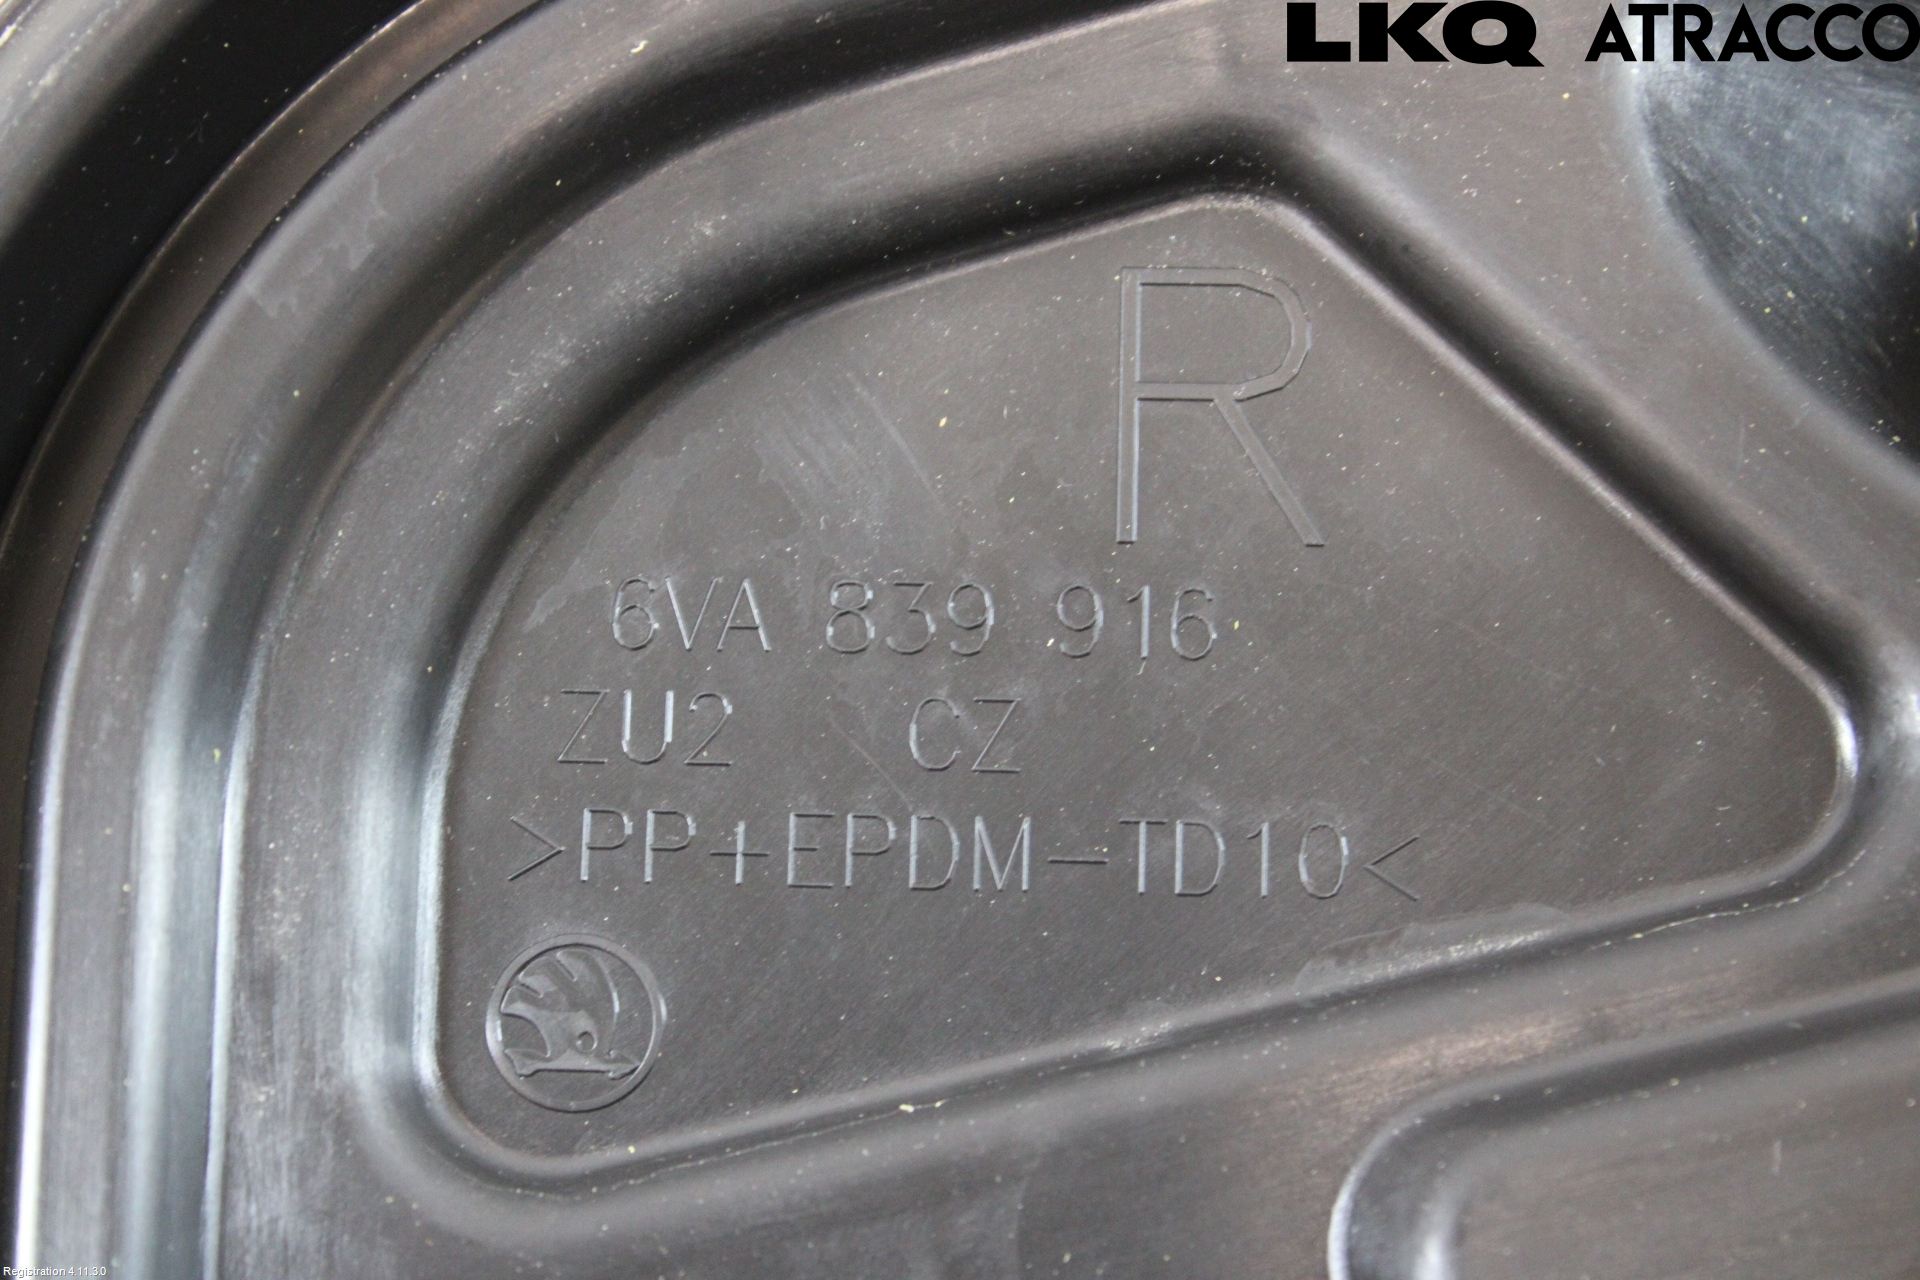 LKQ ATRACCO
R
6VA 839 916
ZU2 CZ
>PP+EPDM-TD10<
Registration 4.11.3.0